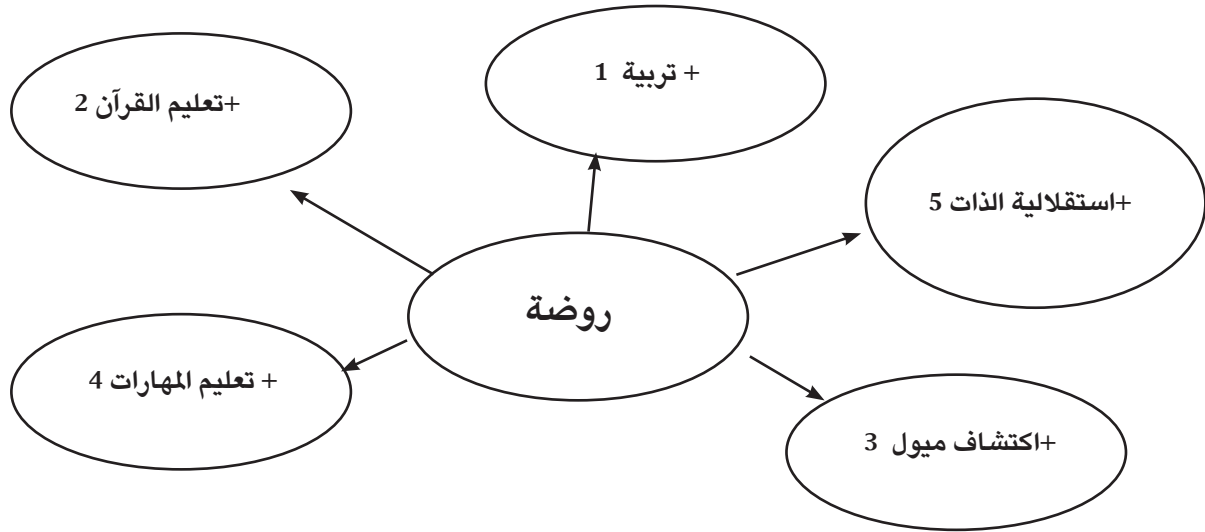 + تربية 1
+تعليم القرآن 2
+استقلالية الذات 5
روضة
+ تعليم المهارات 4
+اكتشاف ميول 3